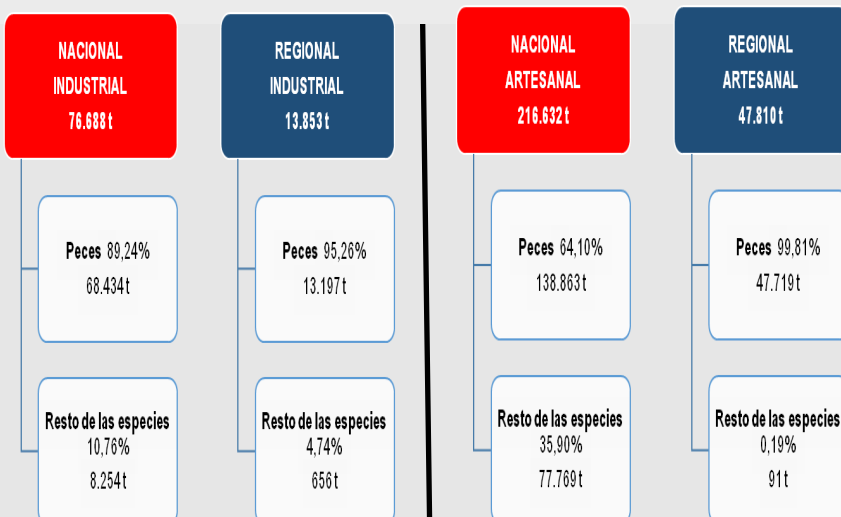 NACIONAL
INDUSTRIAL
76.688 t
Peces 89,24%
68.434 t
Resto de las especies
10,76%
8.254 t
REGIONAL
INDUSTRIAL
13.853 t
Peces 95,26%
13.197 t
Resto de las especies
4,74%
656 t
NACIONAL
ARTESANAL
216.632 t
Peces 64,10%
138.863 t
Resto de las especies
35,90%
77.769 t
REGIONAL
ARTESANAL
47.810 t
Peces 99,81%
47.719 t
Resto de las especies
0,19%
91 t